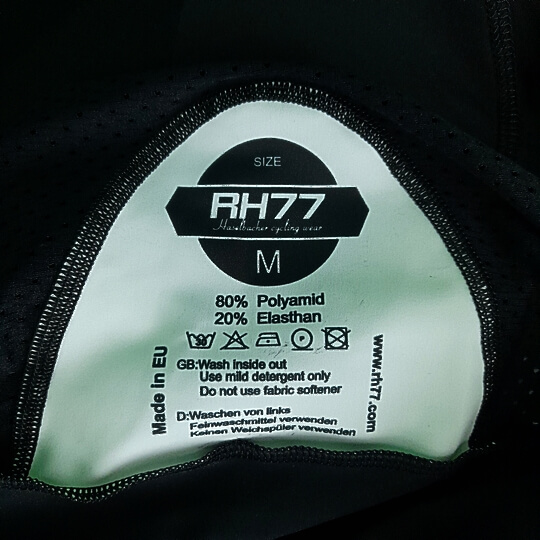 SIZE
RH77
Haselbacher cycling wear
M
80% Polyamid
20% Elasthan
Made in EU
GB:Wash inside out
Use mild detergent only
Do not use fabric softener
D:Waschen von links
Feinwaschmittel verwenden
Keinen Weichspüler verwenden
www.rh77.com